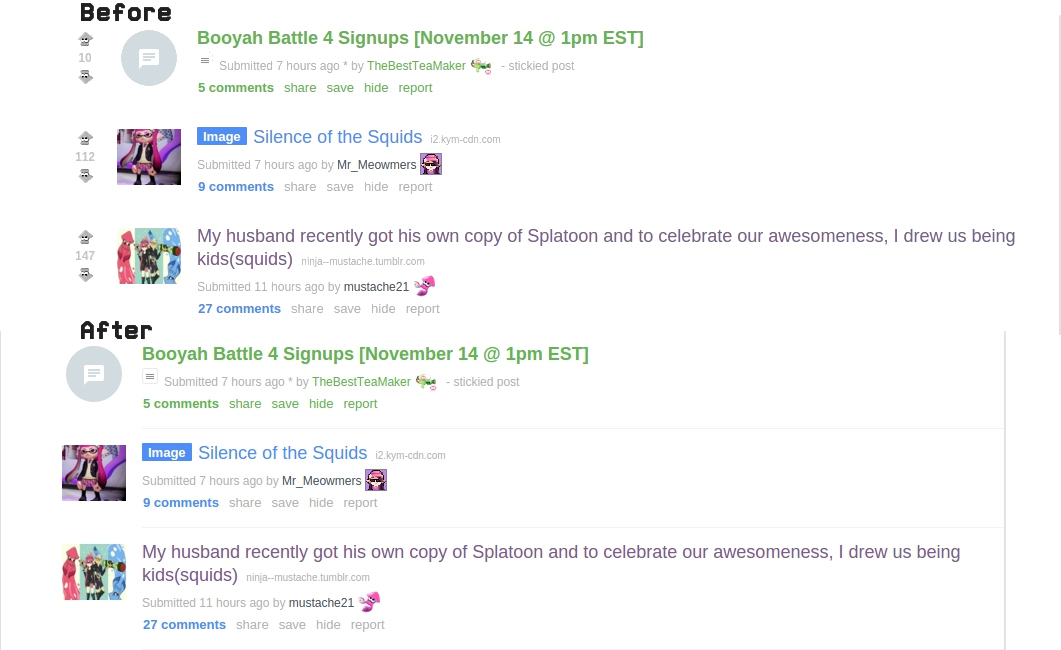 Before
10
Booyah Battle 4 Signups [November 14 @ 1pm EST]
Submitted 7 hours ago * by TheBestTeaMaker - stickied post
5 comments share save hide report
112
Image Silence of the Squids i2.kym-cdn.com
Submitted 7 hours ago by Mr_Meowmers
9 comments share save hide report
147
My husband recently got his own copy of Splatoon and to celebrate our awesomeness, I drew us being
kids(squids) ninja--mustache.tumblr.com
Submitted 11 hours ago by mustache21
27 comments share save hide report
After
Booyah Battle 4 Signups [November 14 @ 1pm EST]
Submitted 7 hours ago * by TheBestTeaMaker - stickied post
5 comments share save hide report
Image Silence of the Squids i2.kym-cdn.com
Submitted 7 hours ago by Mr_Meowmers
9 comments share save hide report
My husband recently got his own copy of Splatoon and to celebrate our awesomeness, I drew us being
kids(squids) ninja--mustache.tumblr.com
Submitted 11 hours ago by mustache21
27 comments share save hide report